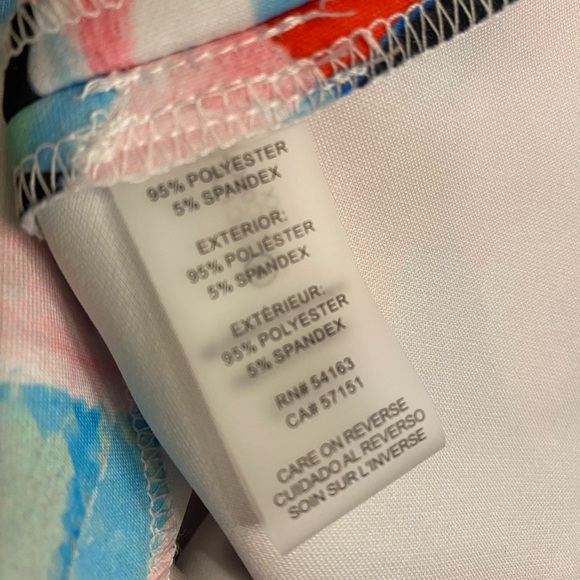 95% POLYESTER
5% SPANDEX
EXTERIOR:
95% POLIÉSTER
5% SPANDEX
EXTÉRIEUR:
95% POLYESTER
5% SPANDEX
RN# 54163
CA# 57151
CARE ON REVERSE
CUIDADO AL REVERSO
SOIN SUR L'INVERSE